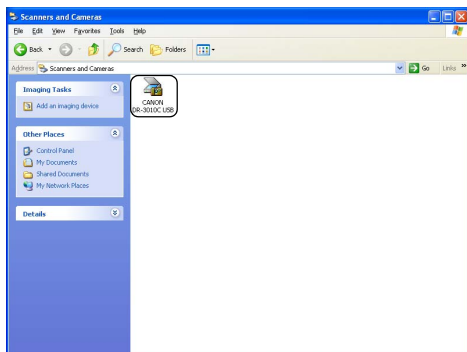 Scanners and Cameras
File Edit View Favorites Tools Help
Back Search Folders
Address Scanners and Cameras Go Links »
Imaging Tasks
Add an imaging device
CANON
DR-3010C USB
Other Places
Control Panel
My Documents
Shared Documents
My Network Places
Details